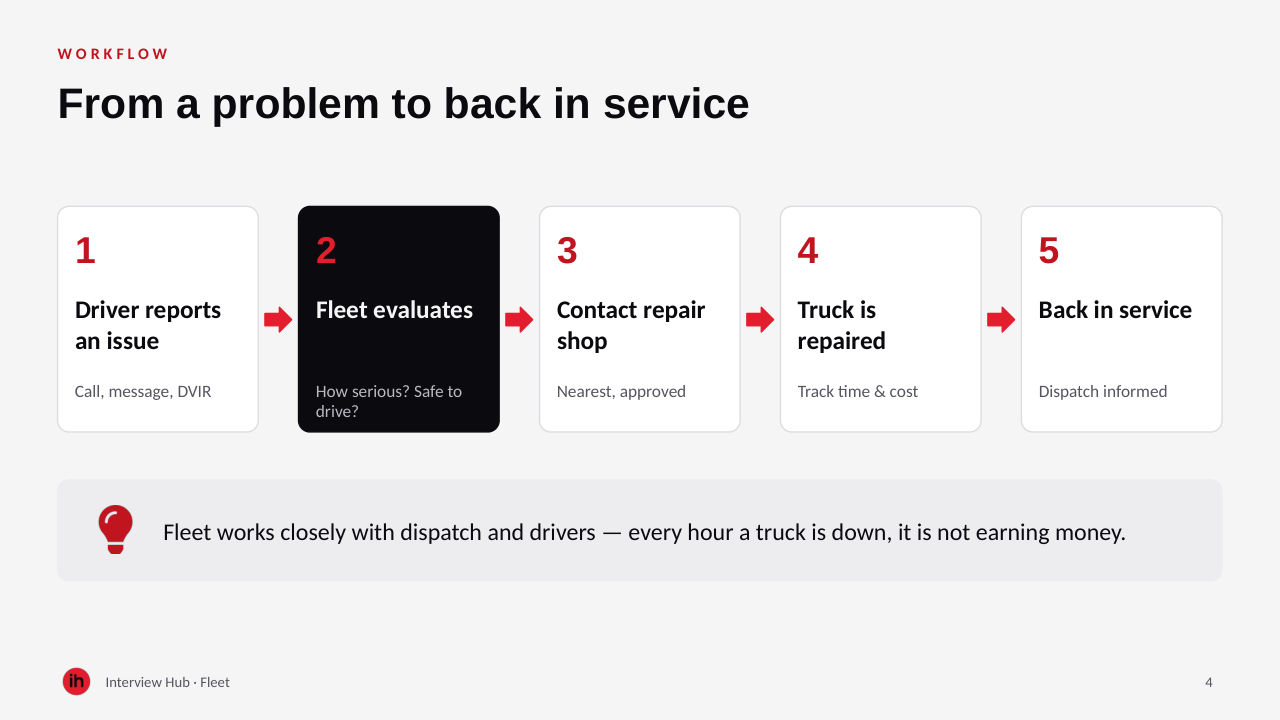 WORKFLOW
From a problem to back in service
1
Driver reports
an issue
Call, message, DVIR
2
Fleet evaluates
How serious? Safe to
drive?
3
Contact repair
shop
Nearest, approved
4
Truck is
repaired
Track time & cost
5
Back in service
Dispatch informed
Fleet works closely with dispatch and drivers — every hour a truck is down, it is not earning money.
ih
Interview Hub · Fleet
4